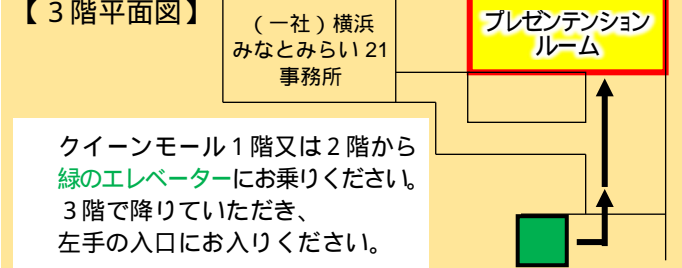 【３階平面図】
（一社）横浜
みなとみらい 21
事務所
プレゼンテンション
ルーム
クイーンモール１階又は２階から
緑のエレベーターにお乗りください。
３階で降りていただき、
左手の入口にお入りください。